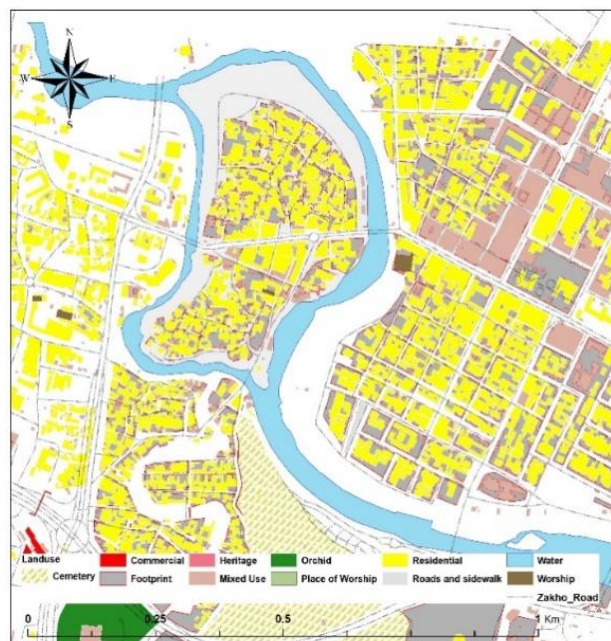 N
W E
S
Landuse Commercial Heritage Orchid Residential Water
Cemetery Footprint Mixed Use Place of Worship Roads and sidewalk Worship
Zakho_Road
0 0.25 0.5 1 Km